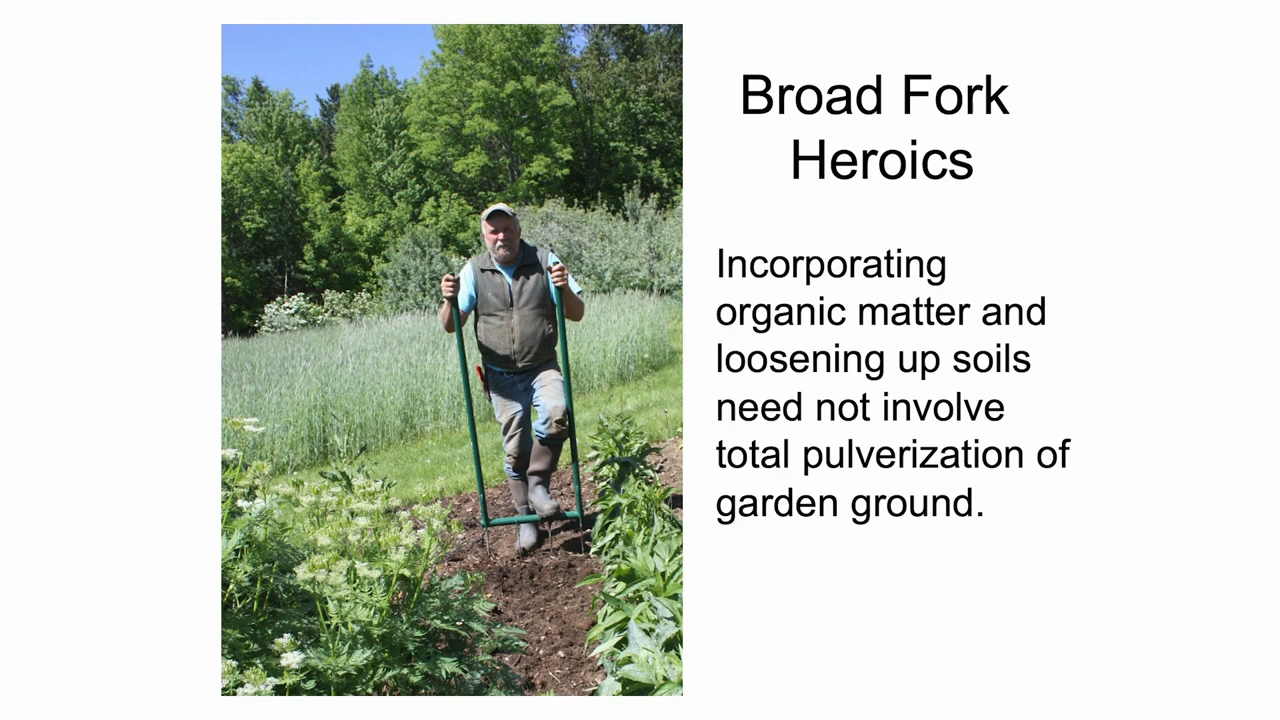 Broad Fork
Heroics
Incorporating
organic matter and
loosening up soils
need not involve
total pulverization of
garden ground.